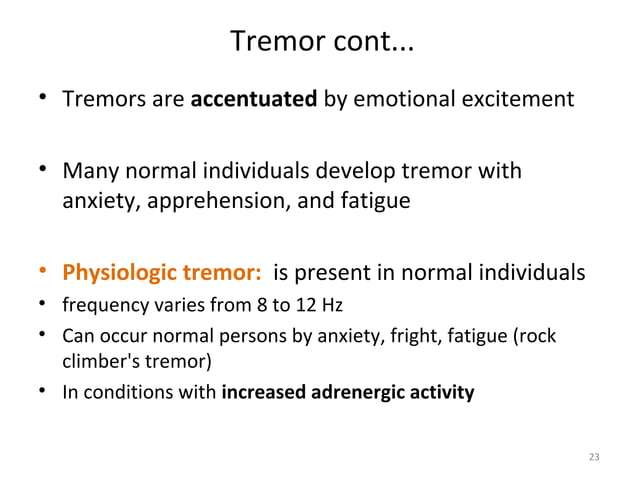 Tremor cont...
• Tremors are accentuated by emotional excitement
• Many normal individuals develop tremor with
anxiety, apprehension, and fatigue
• Physiologic tremor: is present in normal individuals
• frequency varies from 8 to 12 Hz
• Can occur normal persons by anxiety, fright, fatigue (rock
climber's tremor)
• In conditions with increased adrenergic activity
23